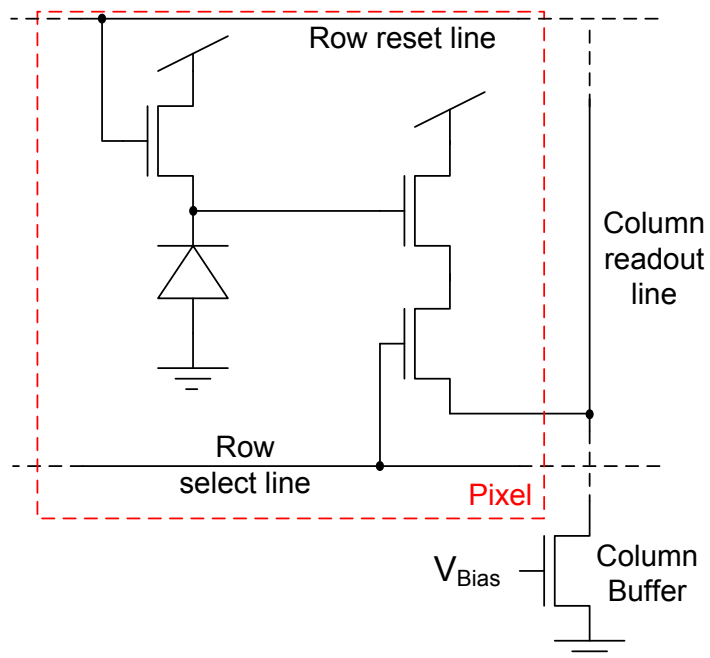 Row reset line
Column
readout
line
Row
select line
Pixel
V_Bias
Column
Buffer